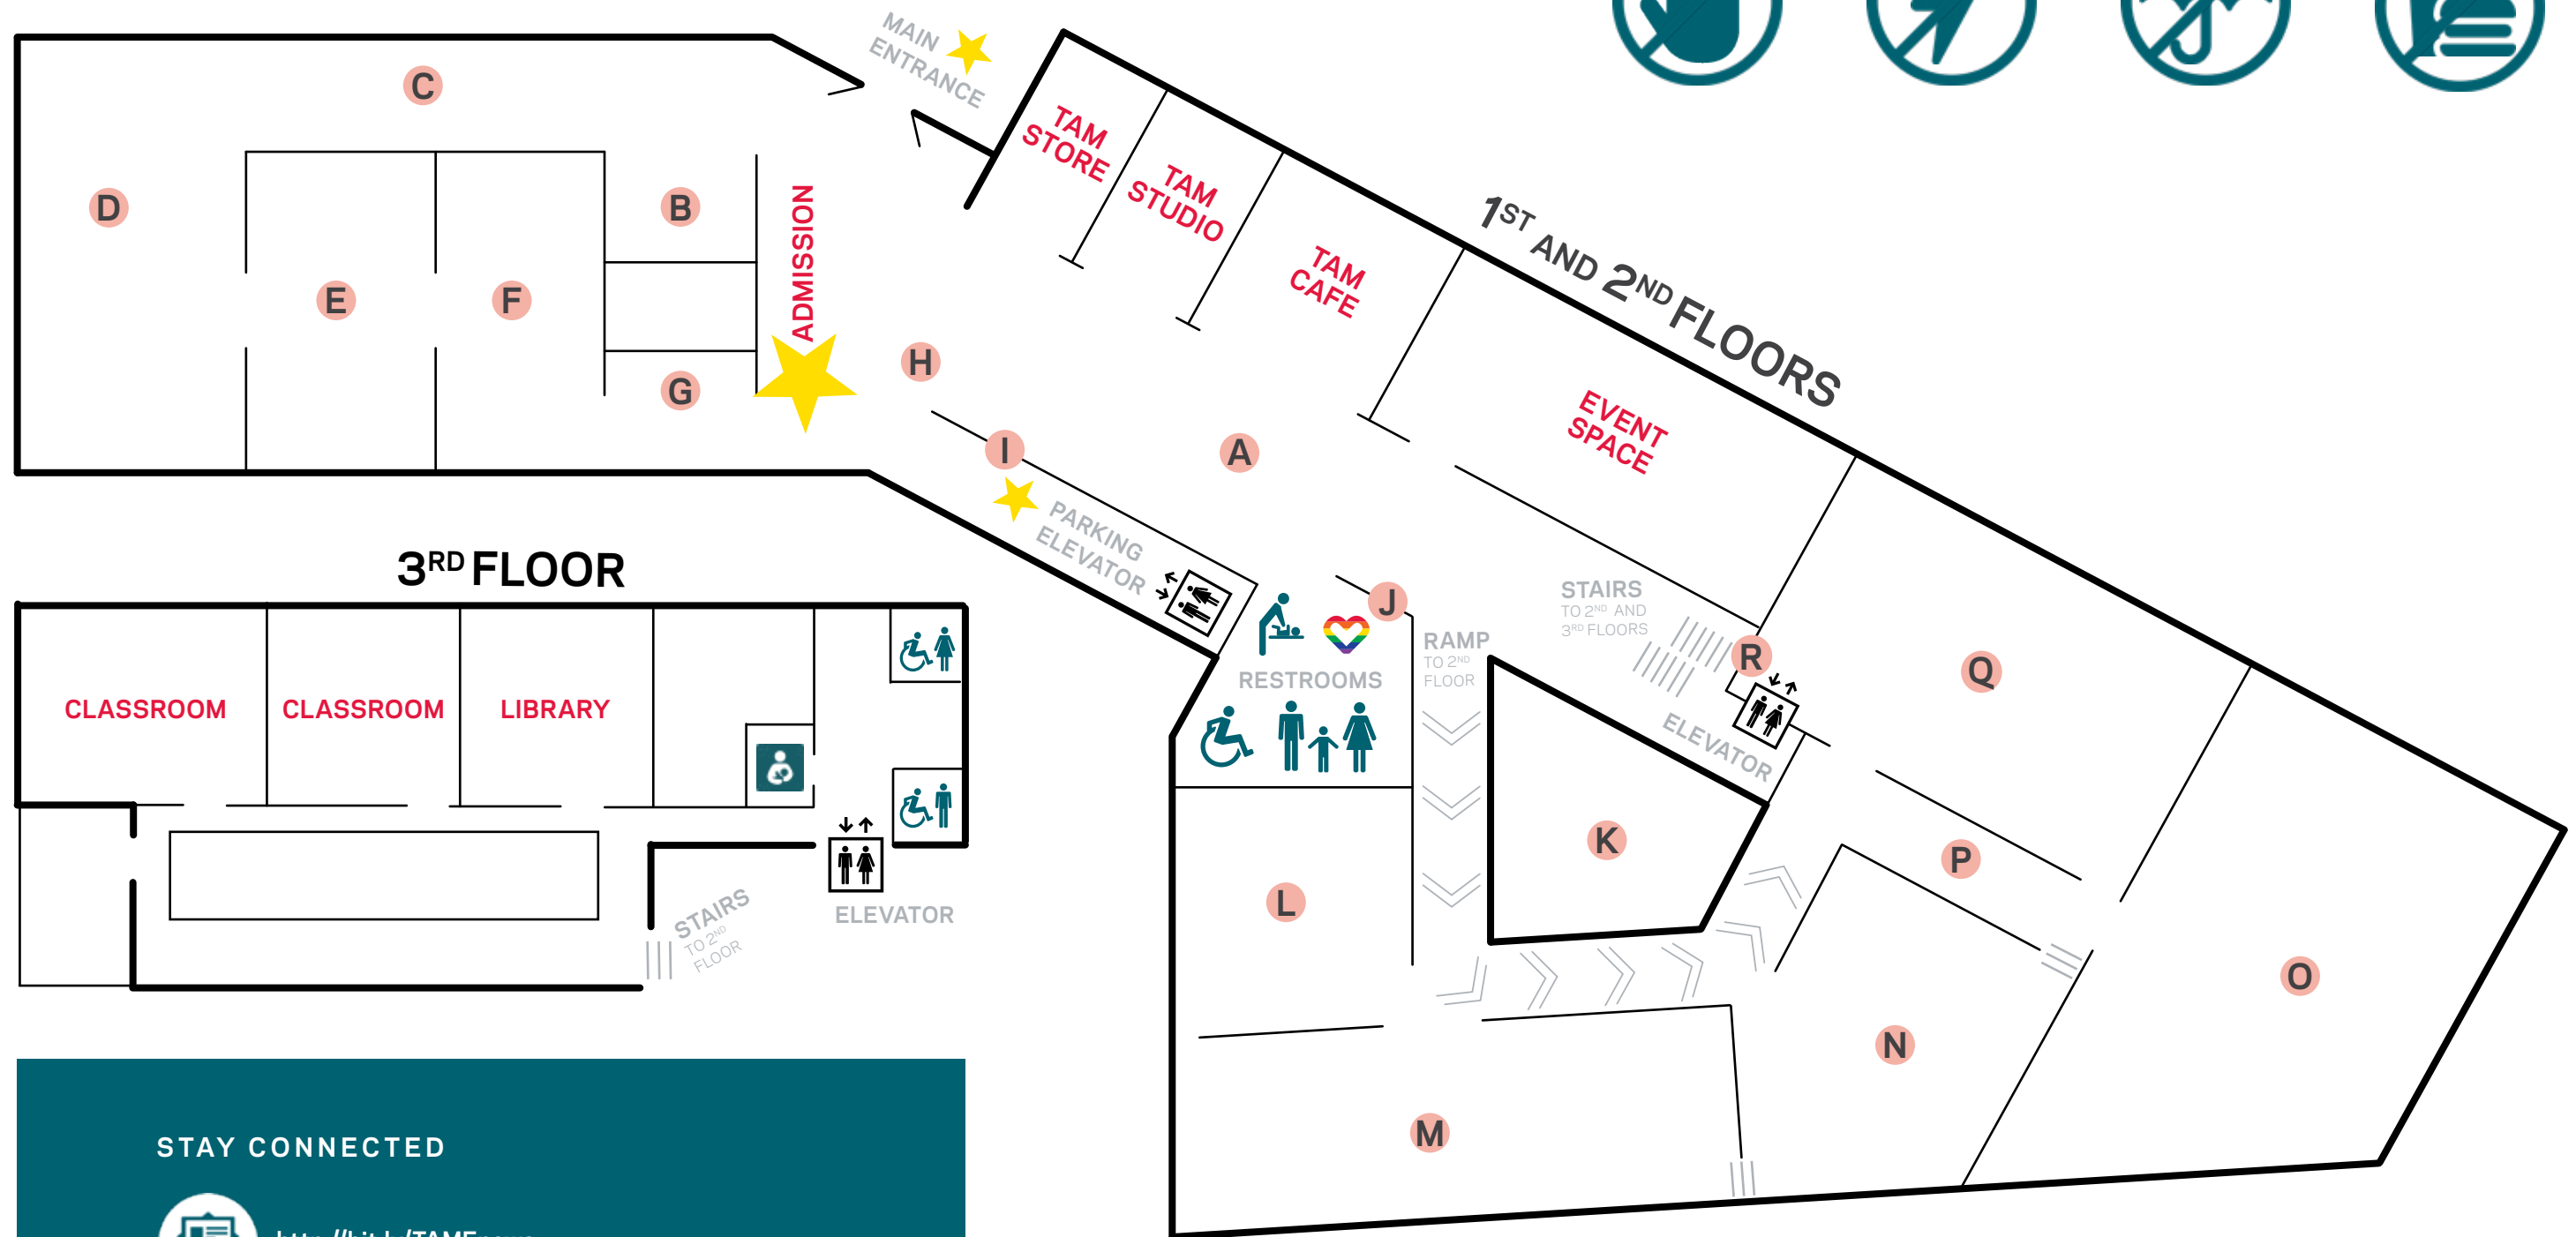 MAIN
ENTRANCE
C
D
B
E
F
G
ADMISSION
H
I
A
TAM
STORE
TAM
STUDIO
TAM
CAFE
EVENT
SPACE
1ST AND 2ND FLOORS
PARKING
ELEVATOR
J
RESTROOMS
RAMP
TO 2ND
FLOOR
STAIRS
TO 2ND AND
3RD FLOORS
R
ELEVATOR
Q
K
P
L
O
N
M
3RD FLOOR
CLASSROOM
CLASSROOM
LIBRARY
STAIRS
TO 2ND
FLOOR
ELEVATOR
STAY CONNECTED